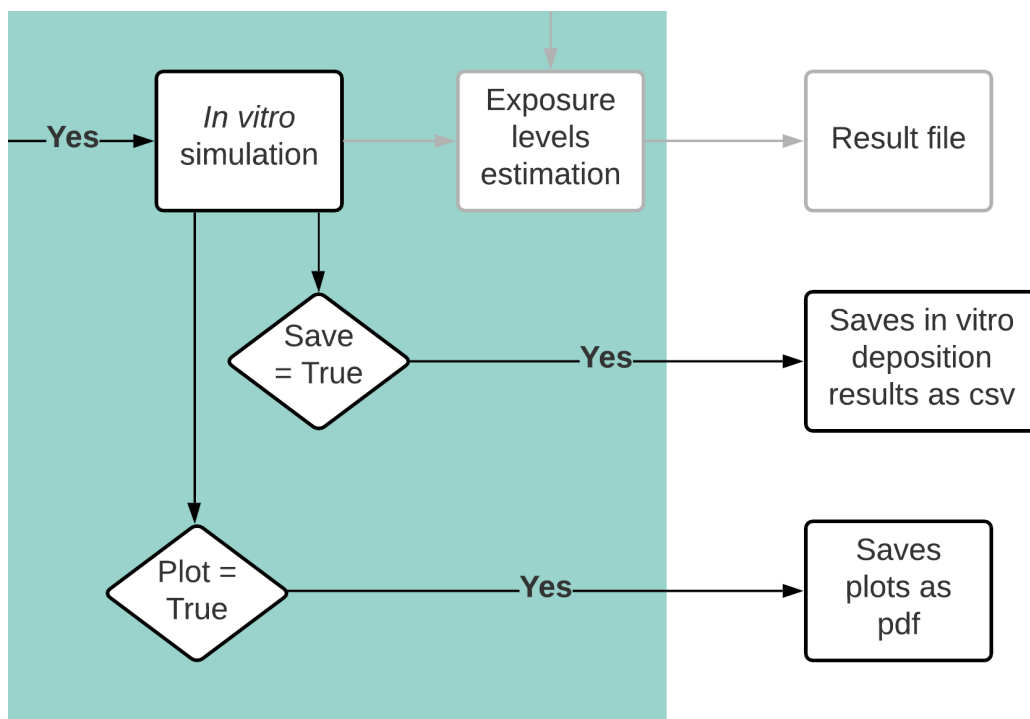 Yes
In vitro
simulation
Exposure
levels
estimation
Result file
Save
= True
Yes
Saves in vitro
deposition
results as csv
Plot =
True
Yes
Saves
plots as
pdf